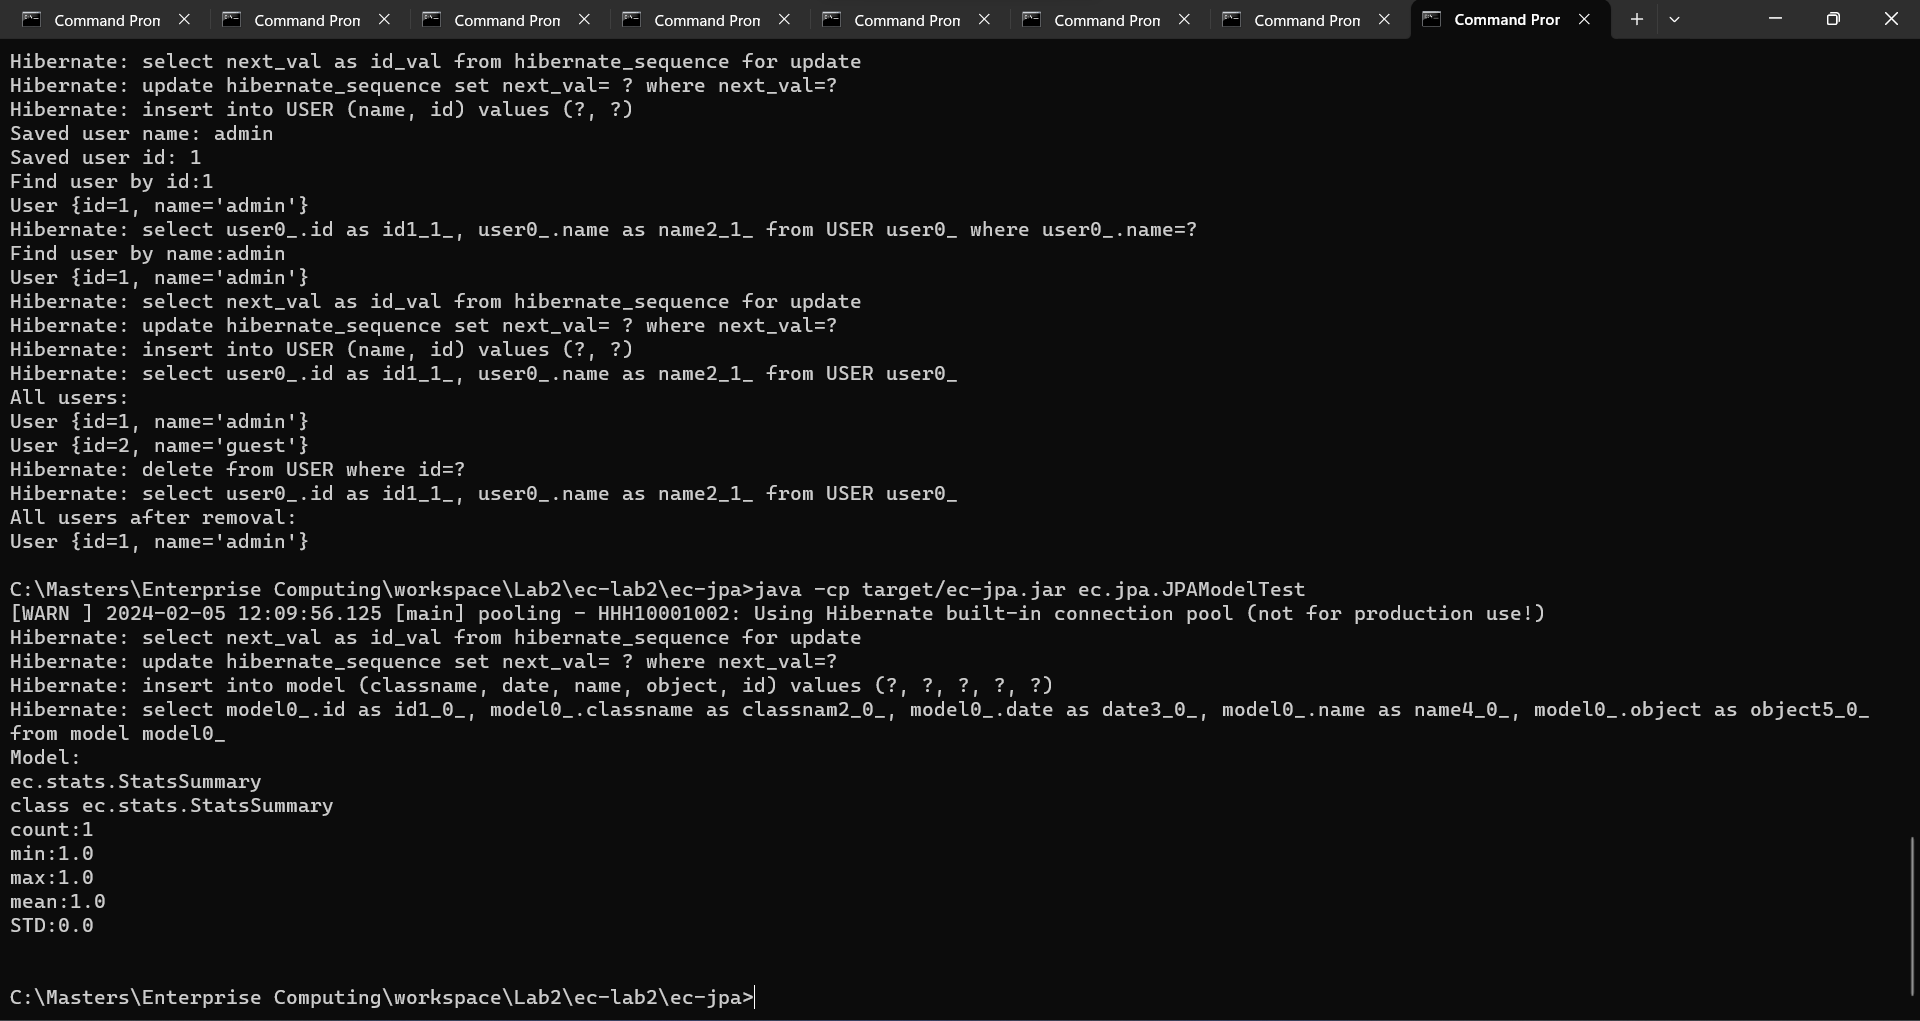 Command Pron
Command Pron
Command Pron
Command Pron
Command Pron
Command Pron
Command Pron
Command Pror
Hibernate: select next_val as id_val from hibernate_sequence for update
Hibernate: update hibernate_sequence set next_val= ? where next_val=?
Hibernate: insert into USER (name, id) values (?, ?)
Saved user name: admin
Saved user id: 1
Find user by id:1
User {id=1, name='admin'}
Hibernate: select user0_.id as id1_1_, user0_.name as name2_1_ from USER user0_ where user0_.name=?
Find user by name:admin
User {id=1, name='admin'}
Hibernate: select next_val as id_val from hibernate_sequence for update
Hibernate: update hibernate_sequence set next_val= ? where next_val=?
Hibernate: insert into USER (name, id) values (?, ?)
Hibernate: select user0_.id as id1_1_, user0_.name as name2_1_ from USER user0_
All users:
User {id=1, name='admin'}
User {id=2, name='guest'}
Hibernate: delete from USER where id=?
Hibernate: select user0_.id as id1_1_, user0_.name as name2_1_ from USER user0_
All users after removal:
User {id=1, name='admin'}
C:\Masters\Enterprise Computing\workspace\Lab2\ec-lab2\ec-jpa>java -cp target/ec-jpa.jar ec.jpa.JPAModelTest
[WARN ] 2024-02-05 12:09:56.125 [main] pooling - HHH10001002: Using Hibernate built-in connection pool (not for production use!)
Hibernate: select next_val as id_val from hibernate_sequence for update
Hibernate: update hibernate_sequence set next_val= ? where next_val=?
Hibernate: insert into model (classname, date, name, object, id) values (?, ?, ?, ?, ?)
Hibernate: select model0_.id as id1_0_, model0_.classname as classnam2_0_, model0_.date as date3_0_, model0_.name as name4_0_, model0_.object as object5_0_
from model model0_
Model:
ec.stats.StatsSummary
class ec.stats.StatsSummary
count:1
min:1.0
max:1.0
mean:1.0
STD:0.0
C:\Masters\Enterprise Computing\workspace\Lab2\ec-lab2\ec-jpa>